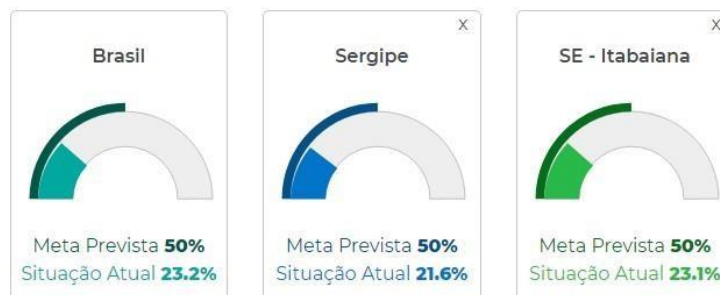 Brasil
Meta Prevista 50%
Situação Atual 23.2%
X
Sergipe
Meta Prevista 50%
Situação Atual 21.6%
X
SE - Itabaiana
Meta Prevista 50%
Situação Atual 23.1%